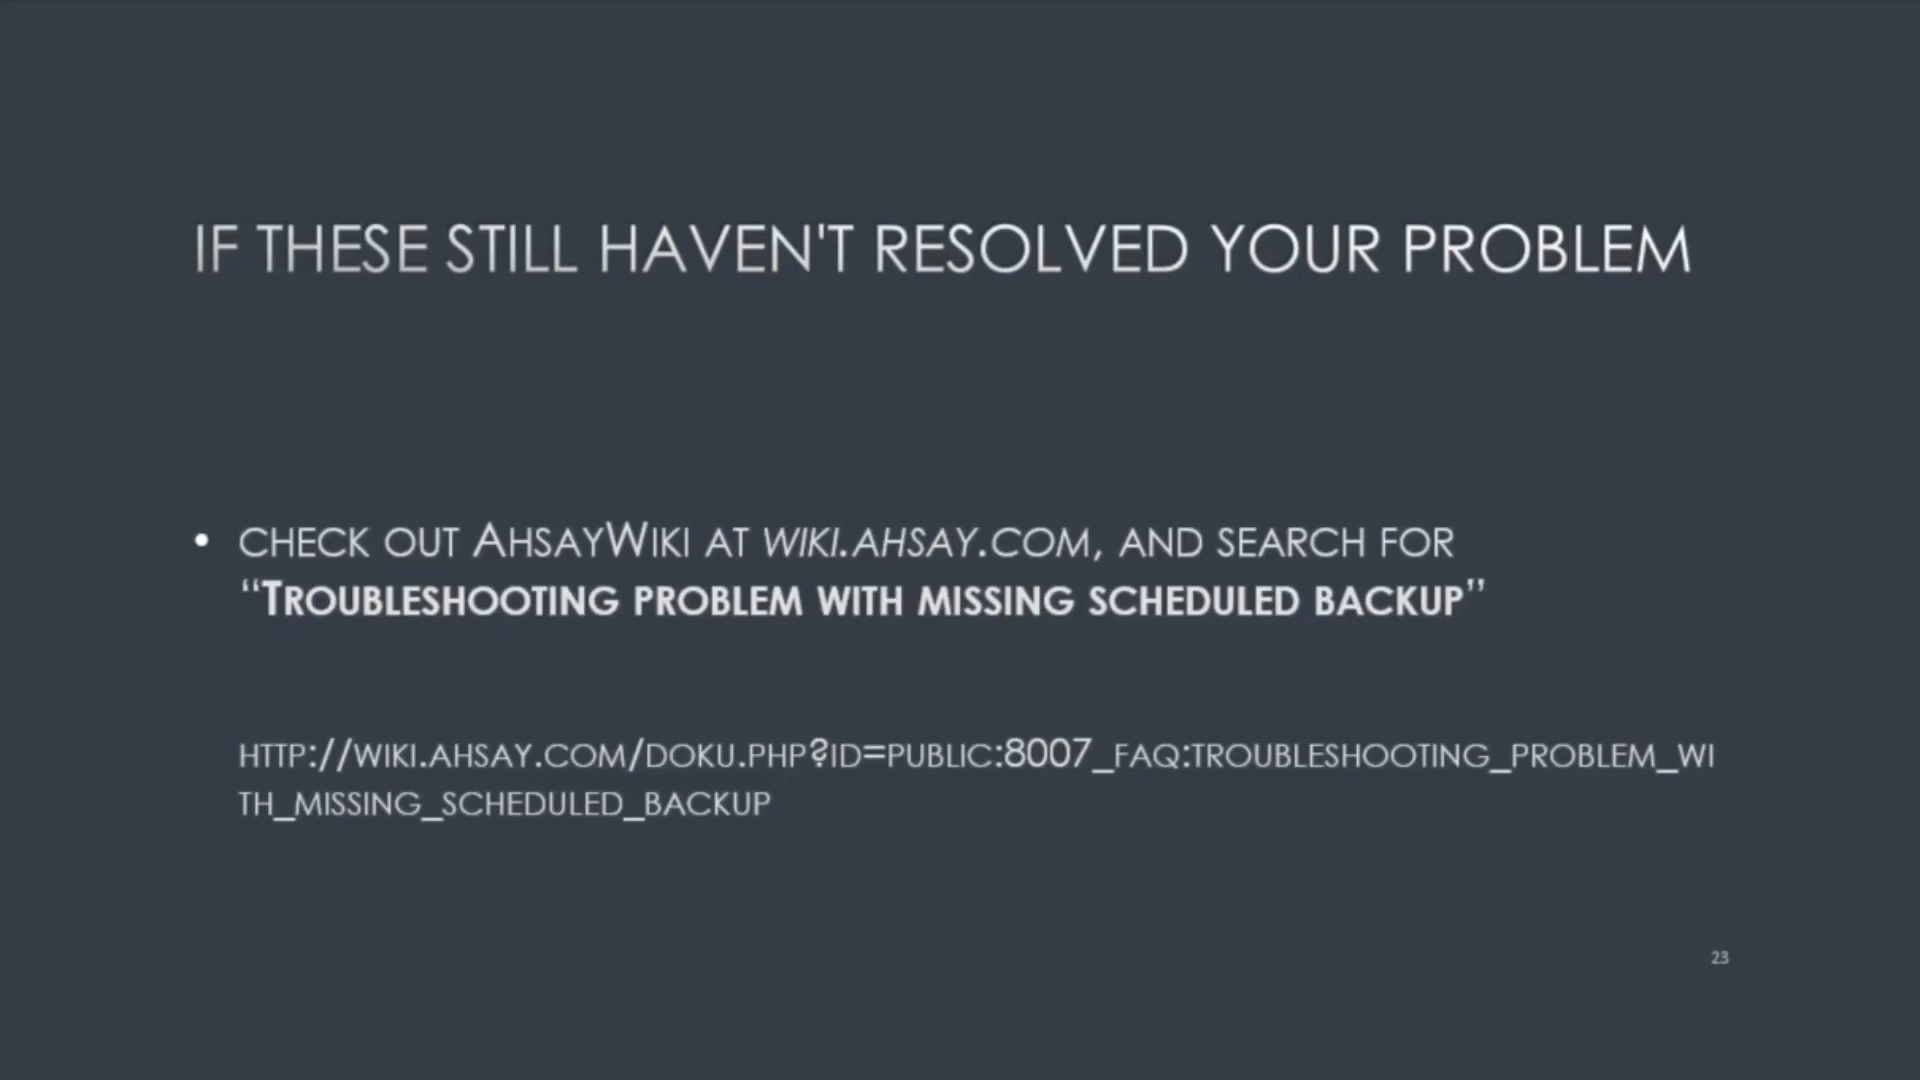 IF THESE STILL HAVEN'T RESOLVED YOUR PROBLEM
• CHECK OUT AHSAYWIKI AT WIKI.AHSAY.COM, AND SEARCH FOR
“TROUBLESHOOTING PROBLEM WITH MISSING SCHEDULED BACKUP”
HTTP://WIKI.AHSAY.COM/DOKU.PHP?ID=PUBLIC:8007_FAQ:TROUBLESHOOTING_PROBLEM_WI
TH_MISSING_SCHEDULED_BACKUP
23